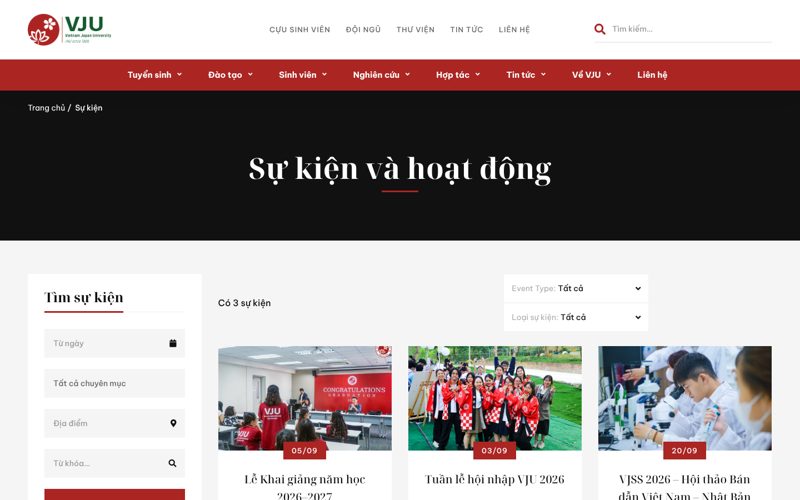 VJU
Vietnam Japan University
CỰU SINH VIÊN
ĐỘI NGŨ
THƯ VIỆN
TIN TỨC
LIÊN HỆ
Tìm kiếm...
Tuyển sinh
Đào tạo
Sinh viên
Nghiên cứu
Hợp tác
Tin tức
Về VJU
Liên hệ
Trang chủ / Sự kiện
Sự kiện và hoạt động
Tìm sự kiện
Từ ngày
Tất cả chuyên mục
Địa điểm
Từ khóa...
Có 3 sự kiện
Event Type: Tất cả
Loại sự kiện: Tất cả
CONGRATULATIONS
GRADUATION
VJU
05/09
Lễ Khai giảng năm học
2026-2027
03/09
Tuần lễ hội nhập VJU 2026
20/09
VJSS 2026 – Hội thảo Bán
dẫn Việt Nam – Nhật Bản